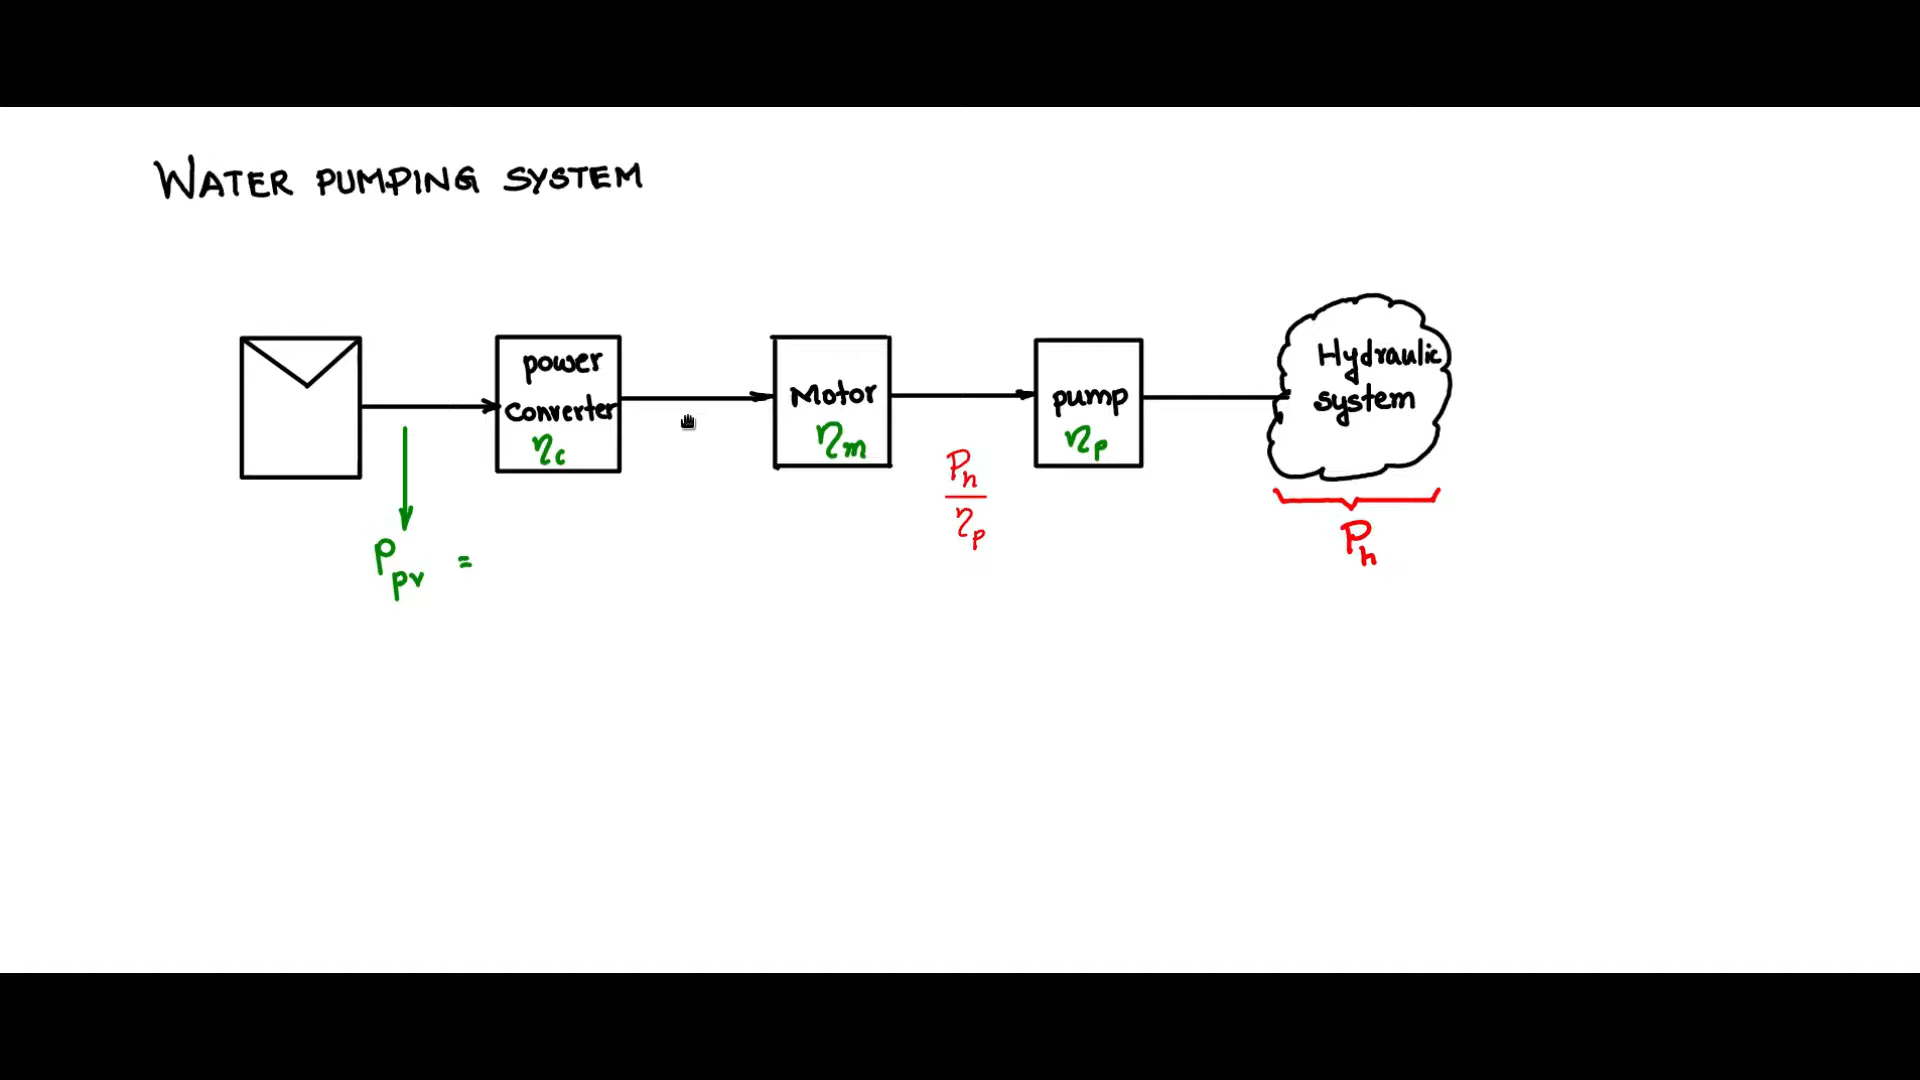 WATER PUMPING SYSTEM
power
converter
ηc
Motor
ηm
pump
ηp
Hydraulic
system
Ph
ηp
Ph
Ppv =